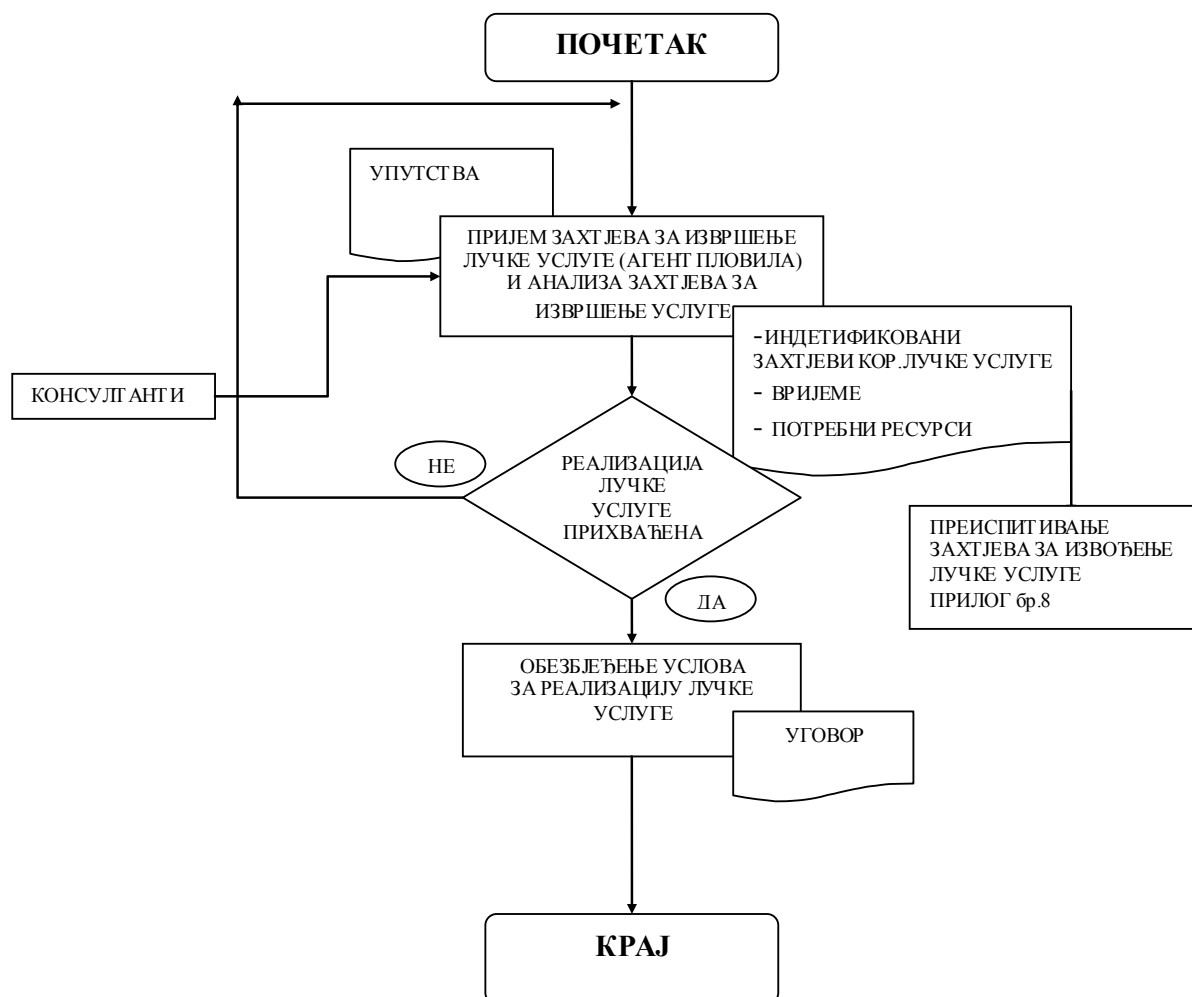 ПОЧЕТАК
УПУТСТВА
ПРИЈЕМ ЗАХТЈЕВА ЗА ИЗВРШЕЊЕ
ЛУЧКЕ УСЛУГЕ (АГЕНТ ПЛОВИЛА)
И АНАЛИЗА ЗАХТЈЕВА ЗА
ИЗВРШЕЊЕ УСЛУГЕ
-ИНДЕТИФИКОВАНИ
ЗАХТЈЕВИ КОР.ЛУЧКЕ УСЛУГЕ
- ВРИЈЕМЕ
- ПОТРЕБНИ РЕСУРСИ
КОНСУЛТАНТИ
НЕ
РЕАЛИЗАЦИЈА
ЛУЧКЕ
УСЛУГЕ
ПРИХВАЋЕНА
ПРЕИСПИТИВАЊЕ
ЗАХТЈЕВА ЗА ИЗВОЂЕЊЕ
ЛУЧКЕ УСЛУГЕ
ПРИЛОГ бр.8
ДА
ОБЕЗБЈЕЂЕЊЕ УСЛОВА
ЗА РЕАЛИЗАЦИЈУ ЛУЧКЕ
УСЛУГЕ
УГОВОР
КРАЈ